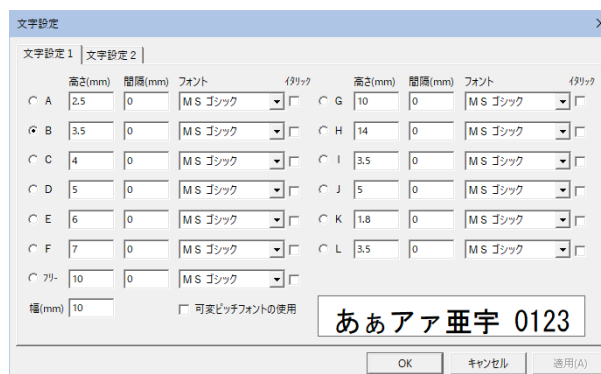 文字設定
文字設定 1 文字設定 2
高さ(mm) 間隔(mm) フォント ｲﾀﾘｯｸ 高さ(mm) 間隔(mm) フォント ｲﾀﾘｯｸ
A 2.5 0 ＭＳ ゴシック G 10 0 ＭＳ ゴシック
B 3.5 0 ＭＳ ゴシック H 14 0 ＭＳ ゴシック
C 4 0 ＭＳ ゴシック I 3.5 0 ＭＳ ゴシック
D 5 0 ＭＳ ゴシック J 5 0 ＭＳ ゴシック
E 6 0 ＭＳ ゴシック K 1.8 0 ＭＳ ゴシック
F 7 0 ＭＳ ゴシック L 3.5 0 ＭＳ ゴシック
ﾌﾘｰ 10 0 ＭＳ ゴシック
幅(mm) 10 可変ピッチフォントの使用
あぁアァ亜宇 0123
OK キャンセル 適用(A)